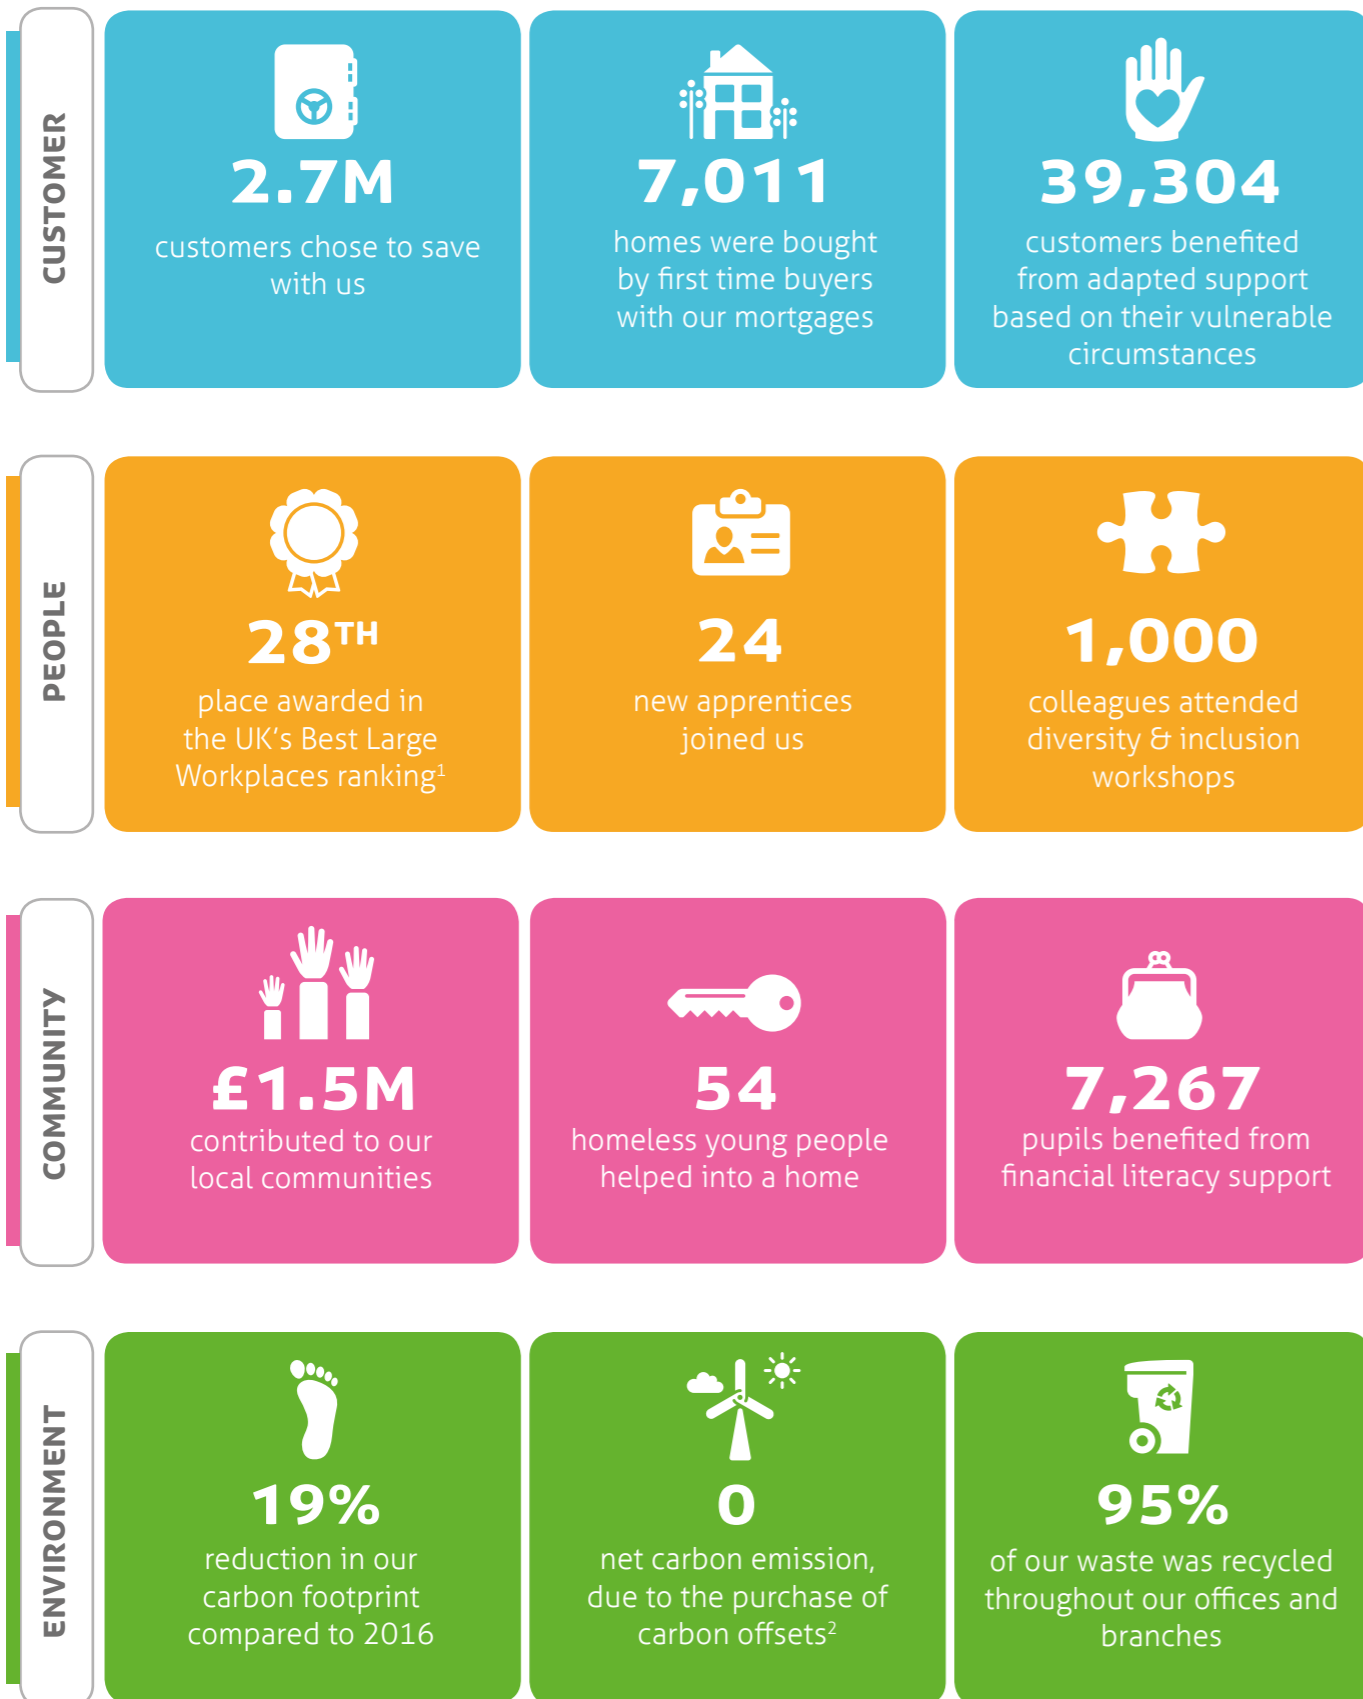 CUSTOMER
2.7M
customers chose to save
with us
7,011
homes were bought
by first time buyers
with our mortgages
39,304
customers benefited
from adapted support
based on their vulnerable
circumstances
PEOPLE
28TH
place awarded in
the UK's Best Large
Workplaces ranking1
24
new apprentices
joined us
1,000
colleagues attended
diversity & inclusion
workshops
COMMUNITY
£1.5M
contributed to our
local communities
54
homeless young people
helped into a home
7,267
pupils benefited from
financial literacy support
ENVIRONMENT
19%
reduction in our
carbon footprint
compared to 2016
0
net carbon emission,
due to the purchase of
carbon offsets2
95%
of our waste was recycled
throughout our offices and
branches